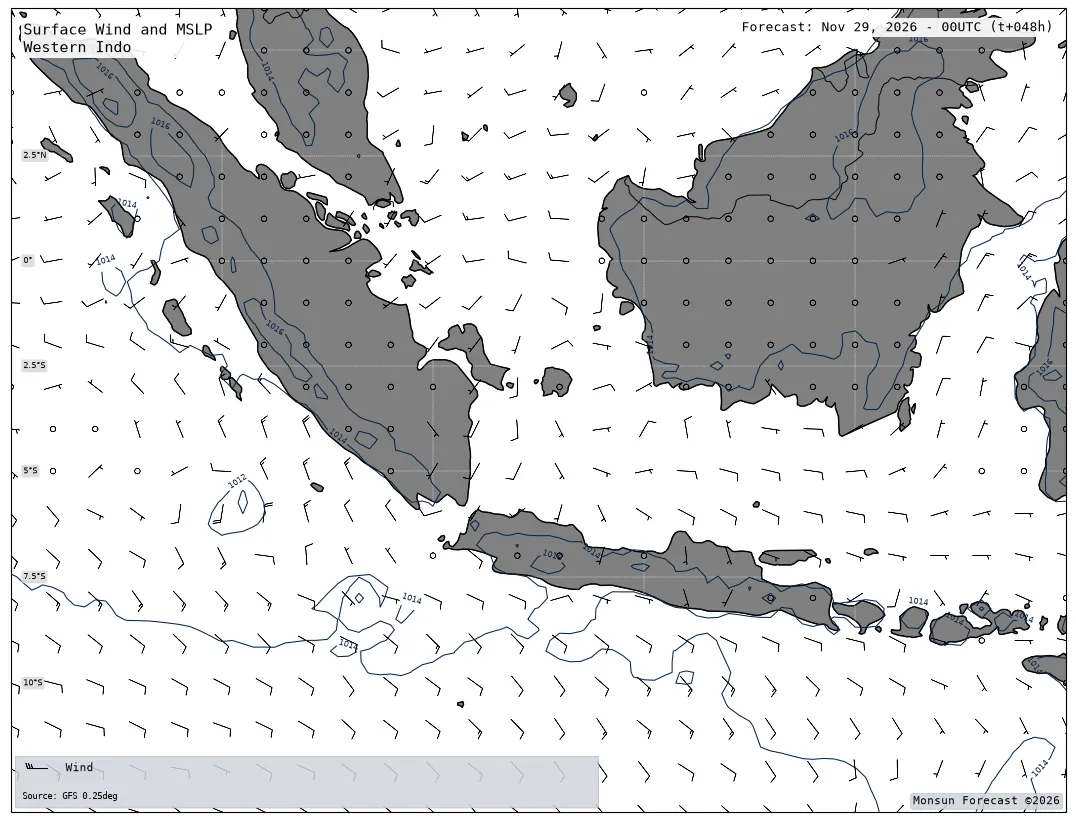 Surface Wind and MSLP
Western Indo
Forecast: Nov 29, 2026 - 00UTC (t+048h)
1016
1014
1016
1016
1016
2.5°N
1014
1014
0°
1014
1016
1014
2.5°S
1016
1014
5°S
1012
1014
7.5°S
1014
1014
1014
1014
1014
1014
10°S
1014
Wind
Source: GFS 0.25deg
Monsun Forecast ©2026